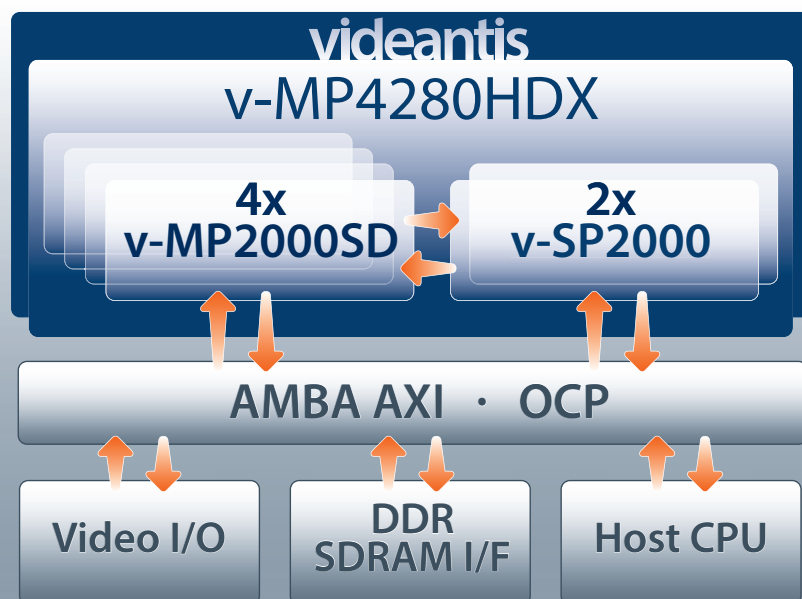 videantis
v-MP4280HDX
4x
v-MP2000SD
2x
v-SP2000
AMBA AXI · OCP
Video I/O
DDR
SDRAM I/F
Host CPU